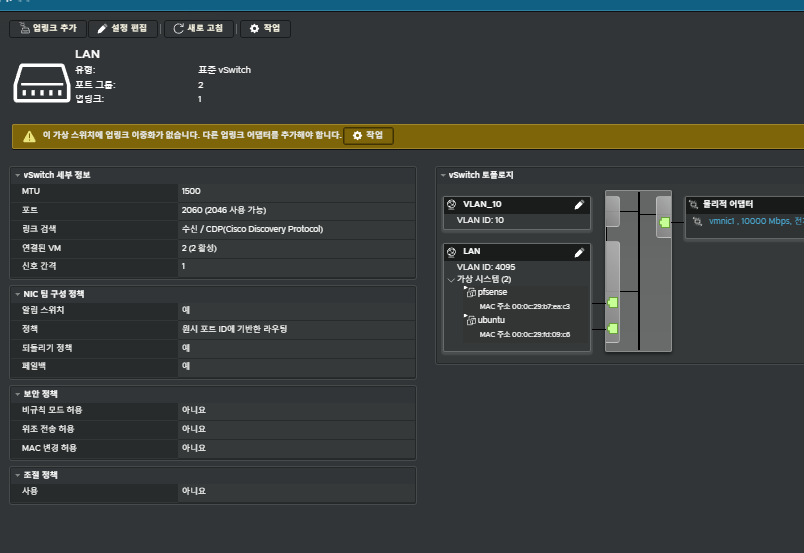 업링크 추가 설정 편집 새로 고침 작업
LAN
유형: 표준 vSwitch
포트 그룹: 2
업링크: 1
이 가상 스위치에 업링크 이중화가 없습니다. 다른 업링크 어댑터를 추가해야 합니다. 작업
vSwitch 세부 정보
MTU 1500
포트 2060 (2046 사용 가능)
링크 검색 수신 / CDP(Cisco Discovery Protocol)
연결된 VM 2 (2 활성)
신호 간격 1
NIC 팀 구성 정책
알림 스위치 예
정책 원시 포트 ID에 기반한 라우팅
되돌리기 정책 예
페일백 예
보안 정책
비규칙 모드 허용 아니요
위조 전송 허용 아니요
MAC 변경 허용 아니요
조절 정책
사용 아니요
vSwitch 토폴로지
VLAN_10
VLAN ID: 10
LAN
VLAN ID: 4095
가상 시스템 (2)
pfsense
MAC 주소 00:0c:29:b7:ea:c3
ubuntu
MAC 주소 00:0c:29:fd:09:c6
물리적 어댑터
vmnic1 , 10000 Mbps, 전